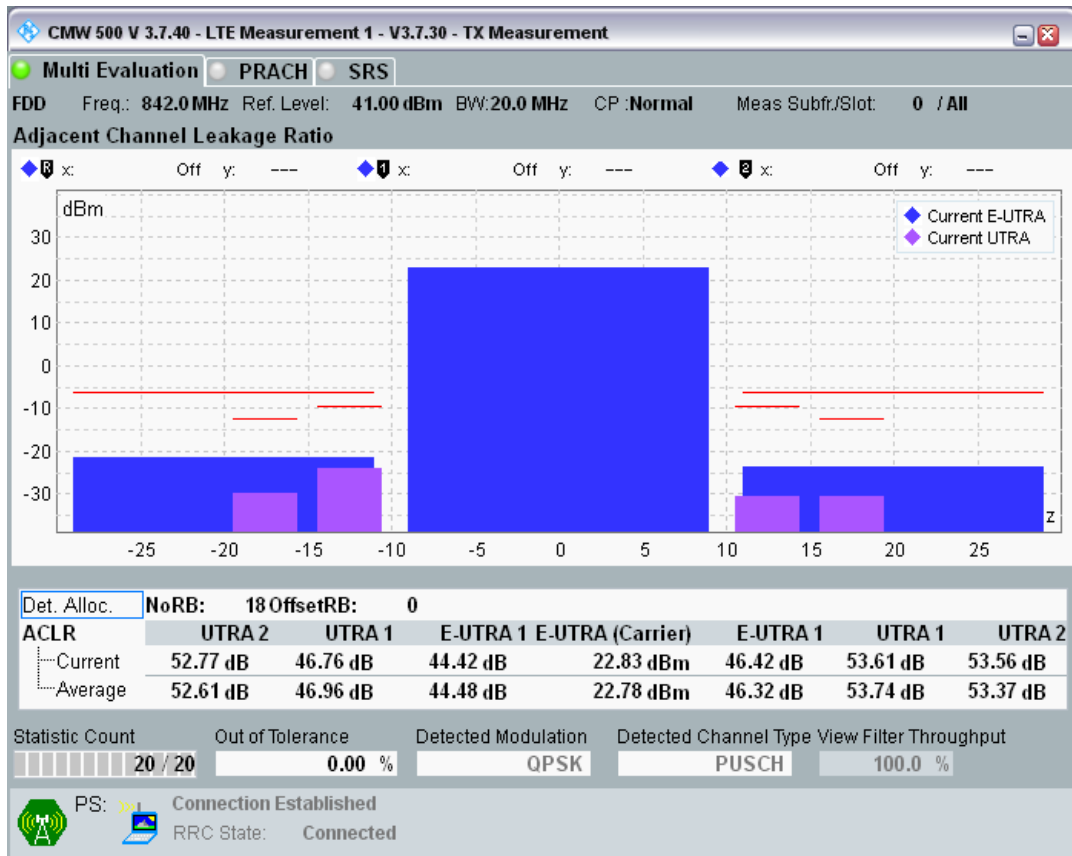 CMW 500 V 3.7.40 - LTE Measurement 1 - V3.7.30 - TX Measurement
Multi Evaluation PRACH SRS
FDD Freq.: 842.0 MHz Ref. Level: 41.00 dBm BW: 20.0 MHz CP :Normal Meas Subfr./Slot: 0 / All
Adjacent Channel Leakage Ratio
R x: Off y: --- 1 x: Off y: --- 2 x: Off y: ---
dBm
Current E-UTRA
Current UTRA
30
20
10
0
-10
-20
-30
z
-25 -20 -15 -10 -5 0 5 10 15 20 25
Det. Alloc. NoRB: 18 OffsetRB: 0
ACLR UTRA 2 UTRA 1 E-UTRA 1 E-UTRA (Carrier) E-UTRA 1 UTRA 1 UTRA 2
Current 52.77 dB 46.76 dB 44.42 dB 22.83 dBm 46.42 dB 53.61 dB 53.56 dB
Average 52.61 dB 46.96 dB 44.48 dB 22.78 dBm 46.32 dB 53.74 dB 53.37 dB
Statistic Count Out of Tolerance Detected Modulation Detected Channel Type View Filter Throughput
20 / 20 0.00 % QPSK PUSCH 100.0 %
PS: Connection Established
RRC State: Connected